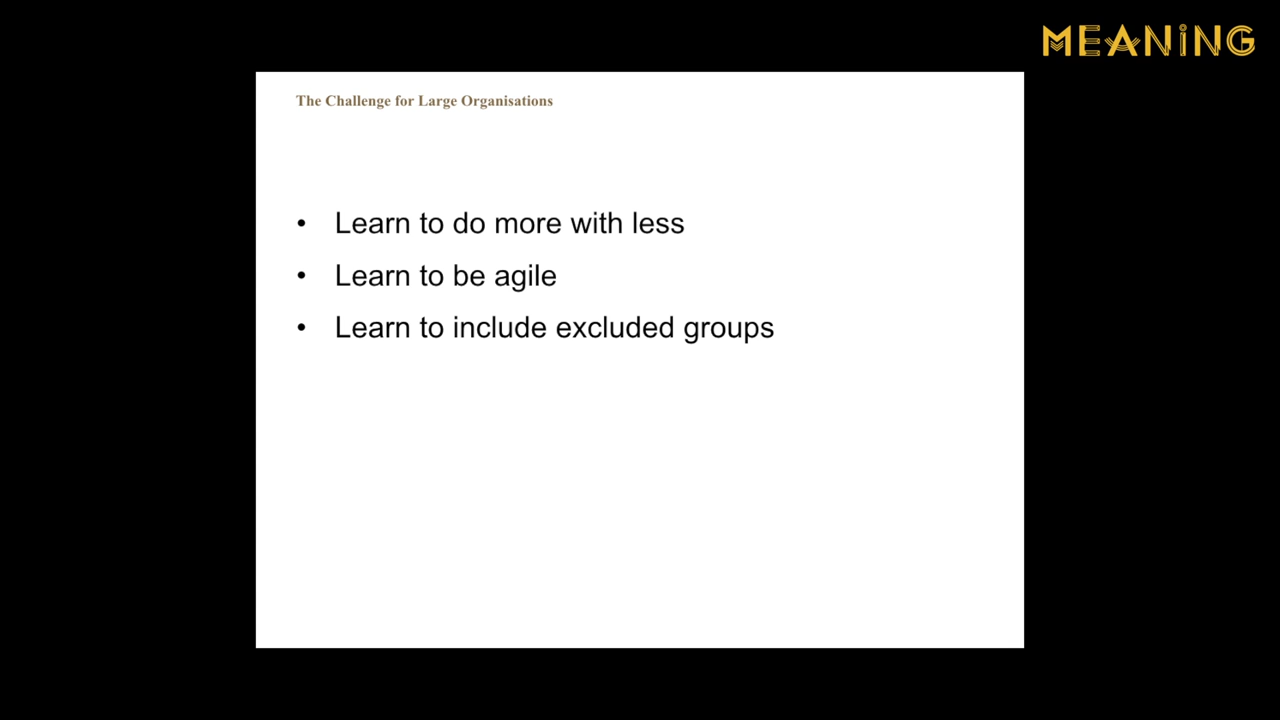 MEANiNG
The Challenge for Large Organisations
• Learn to do more with less
• Learn to be agile
• Learn to include excluded groups